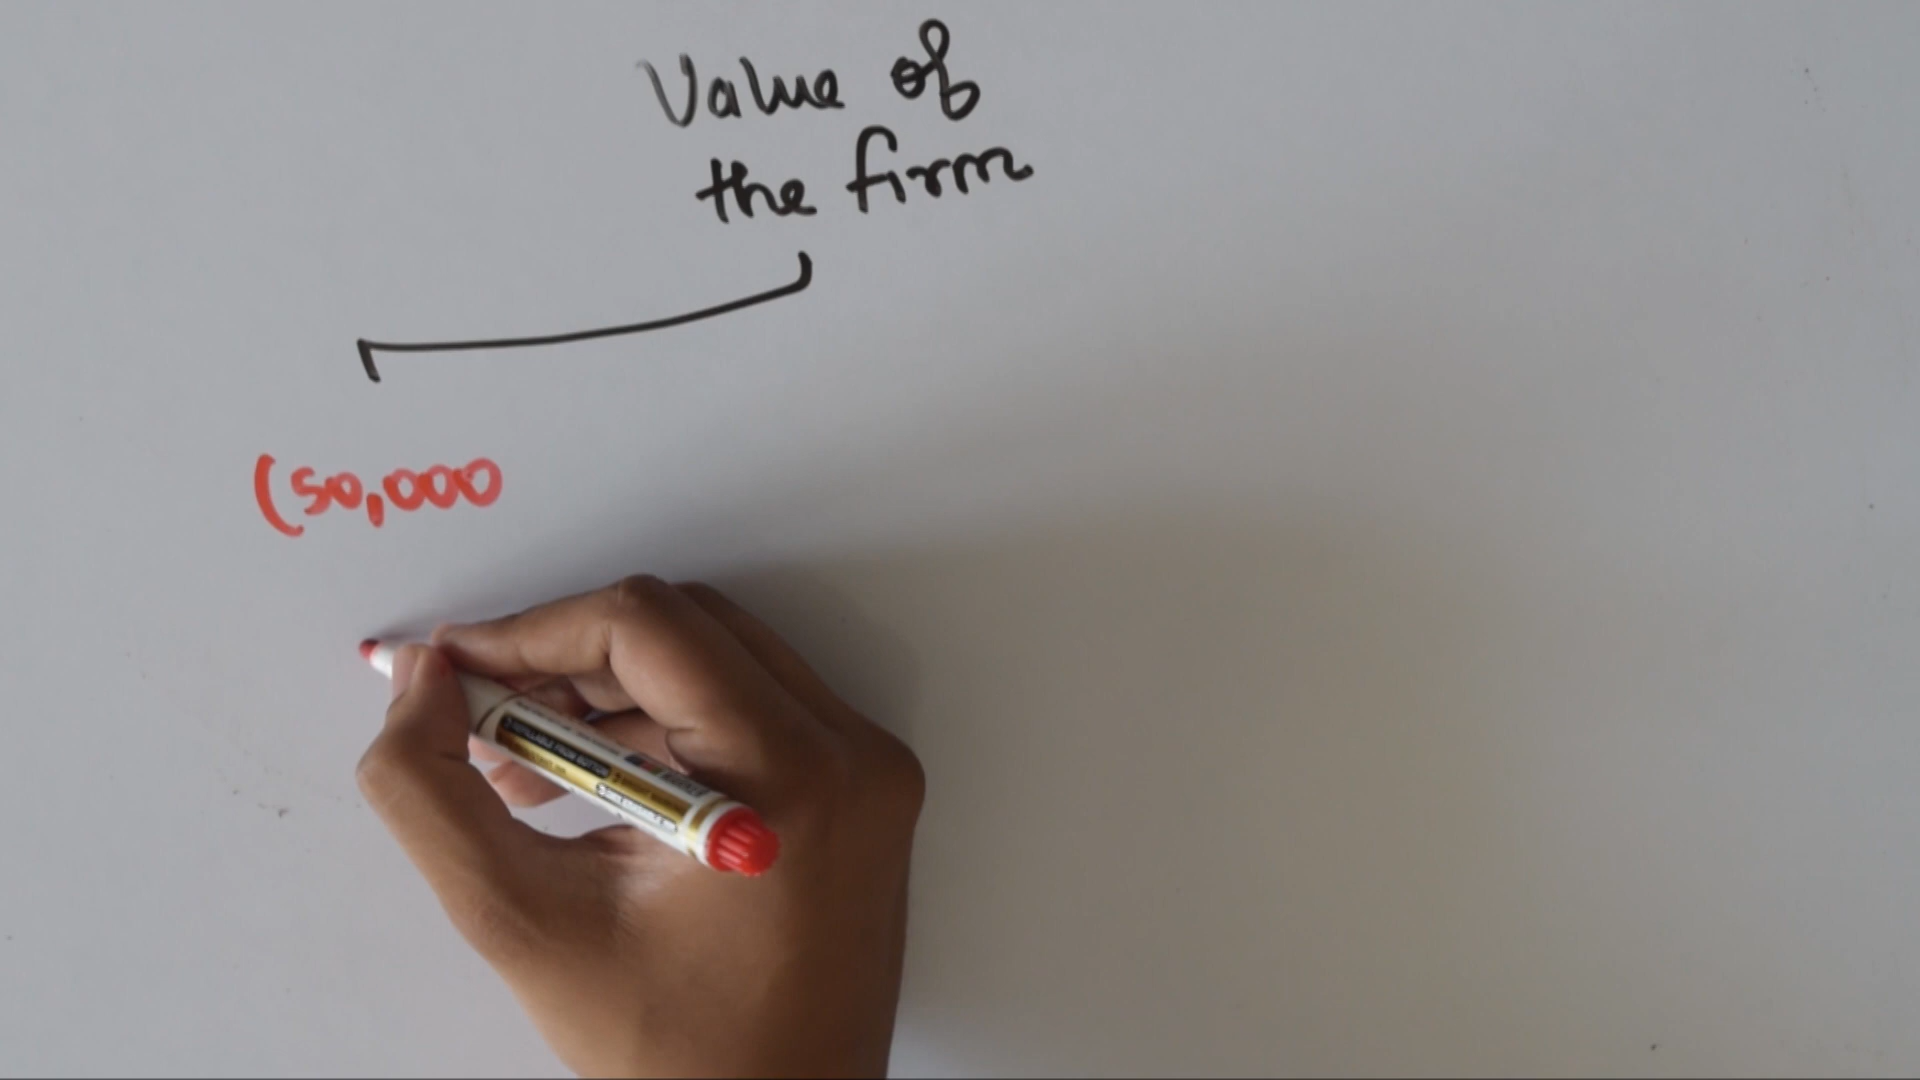 Value of
the firm
(50,000